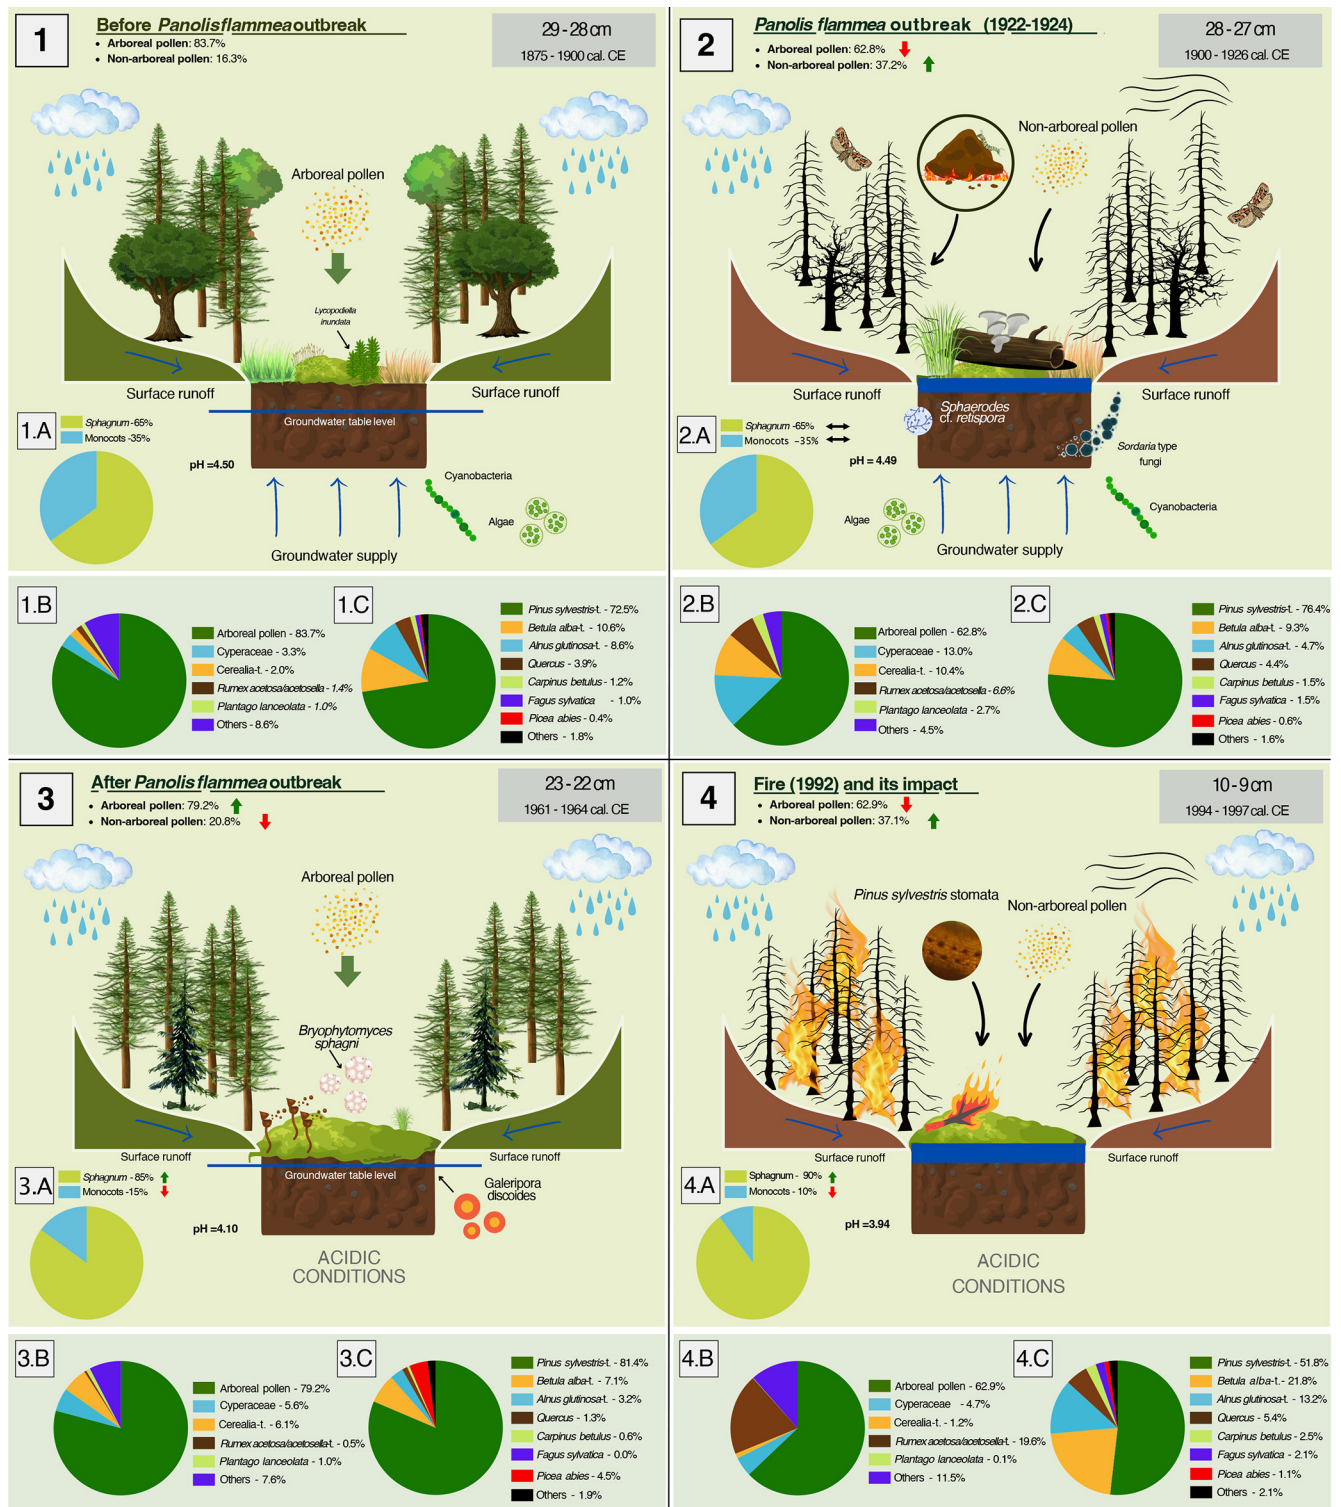 1
Before Panolis flammea outbreak
• Arboreal pollen: 83.7%
• Non-arboreal pollen: 16.3%
29 - 28 cm
1875 - 1900 cal. CE
Arboreal pollen
Lycopodiella
inundata
Surface runoff
Surface runoff
Groundwater table level
1.A
Sphagnum -65%
Monocots -35%
pH =4.50
Cyanobacteria
Algae
Groundwater supply
1.B
Arboreal pollen - 83.7%
Cyperaceae - 3.3%
Cerealia-t. - 2.0%
Rumex acetosa/acetosella - 1.4%
Plantago lanceolata - 1.0%
Others - 8.6%
1.C
Pinus sylvestris-t. - 72.5%
Betula alba-t. - 10.6%
Alnus glutinosa-t. - 8.6%
Quercus - 3.9%
Carpinus betulus - 1.2%
Fagus sylvatica - 1.0%
Picea abies - 0.4%
Others - 1.8%
2
Panolis flammea outbreak (1922-1924)
• Arboreal pollen: 62.8%
• Non-arboreal pollen: 37.2%
28 - 27 cm
1900 - 1926 cal. CE
Non-arboreal pollen
Surface runoff
Surface runoff
Sphaerodes
cf. retispora
Sordaria type
fungi
2.A
Sphagnum -65%
Monocots -35%
pH = 4.49
Algae
Cyanobacteria
Groundwater supply
2.B
Arboreal pollen - 62.8%
Cyperaceae - 13.0%
Cerealia-t. - 10.4%
Rumex acetosa/acetosella - 6.6%
Plantago lanceolata - 2.7%
Others - 4.5%
2.C
Pinus sylvestris-t. - 76.4%
Betula alba-t. - 9.3%
Alnus glutinosa-t. - 4.7%
Quercus - 4.4%
Carpinus betulus - 1.5%
Fagus sylvatica - 1.5%
Picea abies - 0.6%
Others - 1.6%
3
After Panolis flammea outbreak
• Arboreal pollen: 79.2%
• Non-arboreal pollen: 20.8%
23 - 22 cm
1961 - 1964 cal. CE
Arboreal pollen
Bryophytomyces
sphagni
Surface runoff
Surface runoff
Groundwater table level
Galeripora
discoides
3.A
Sphagnum - 85%
Monocots -15%
pH =4.10
ACIDIC
CONDITIONS
3.B
Arboreal pollen - 79.2%
Cyperaceae - 5.6%
Cerealia-t. - 6.1%
Rumex acetosa/acetosella-t. - 0.5%
Plantago lanceolata - 1.0%
Others - 7.6%
3.C
Pinus sylvestris-t. - 81.4%
Betula alba-t. - 7.1%
Alnus glutinosa-t. - 3.2%
Quercus - 1.3%
Carpinus betulus - 0.6%
Fagus sylvatica - 0.0%
Picea abies - 4.5%
Others - 1.9%
4
Fire (1992) and its impact
• Arboreal pollen: 62.9%
• Non-arboreal pollen: 37.1%
10 - 9 cm
1994 - 1997 cal. CE
Pinus sylvestris stomata
Non-arboreal pollen
Surface runoff
Surface runoff
4.A
Sphagnum - 90%
Monocots - 10%
pH =3.94
ACIDIC
CONDITIONS
4.B
Arboreal pollen - 62.9%
Cyperaceae - 4.7%
Cerealia-t. - 1.2%
Rumex acetosa/acetosella-t. - 19.6%
Plantago lanceolata - 0.1%
Others - 11.5%
4.C
Pinus sylvestris-t. - 51.8%
Betula alba-t. - 21.8%
Alnus glutinosa-t. - 13.2%
Quercus - 5.4%
Carpinus betulus - 2.5%
Fagus sylvatica - 2.1%
Picea abies - 1.1%
Others - 2.1%